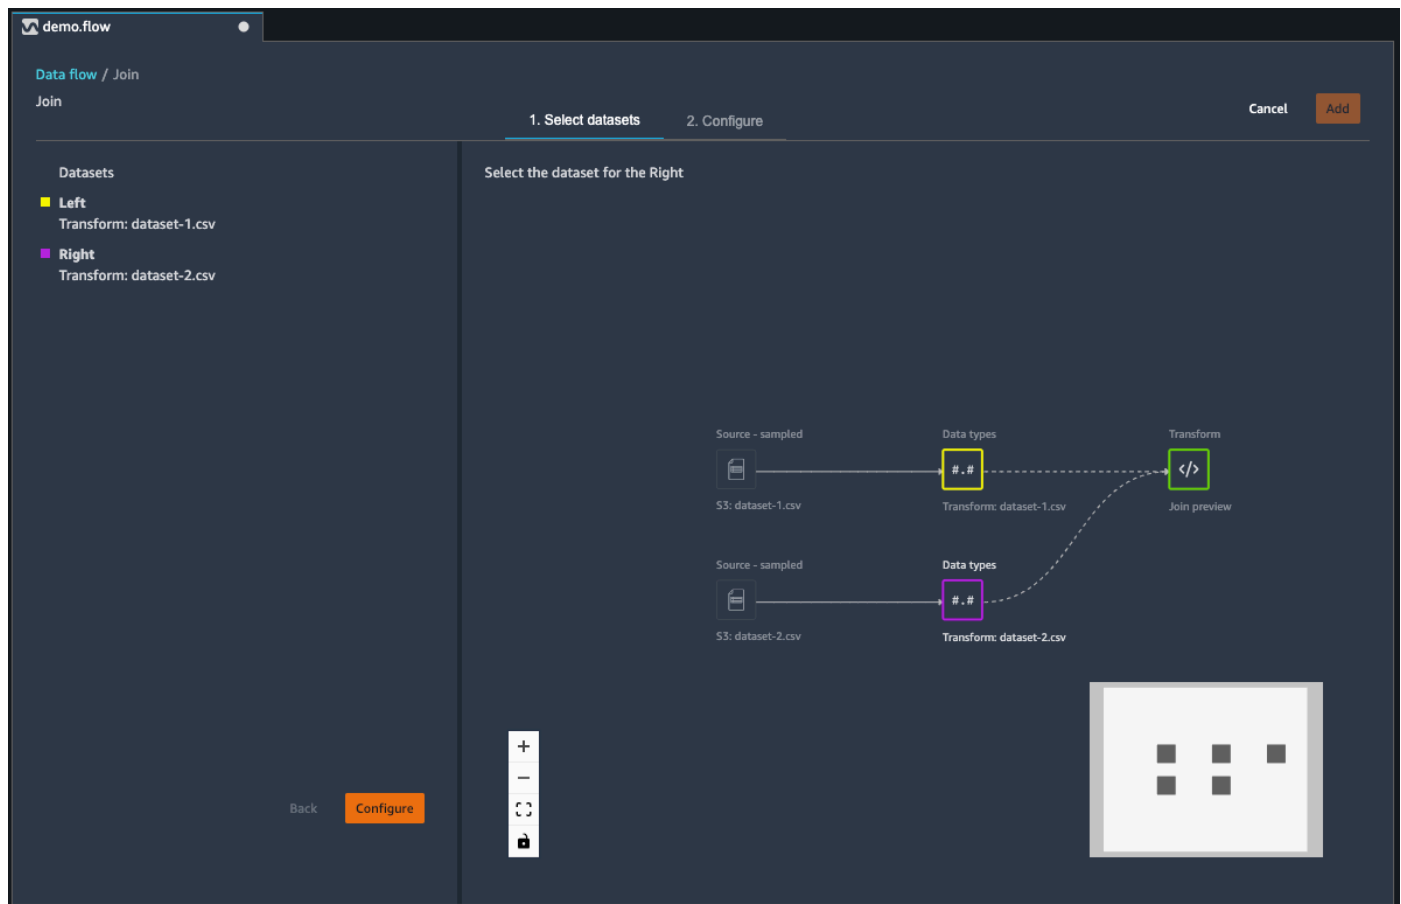 demo.flow
Data flow / Join
Join
1. Select datasets
2. Configure
Cancel
Add
Datasets
Left
Transform: dataset-1.csv
Right
Transform: dataset-2.csv
Back
Configure
Select the dataset for the Right
Source - sampled
Data types
Transform
#.#
</>
S3: dataset-1.csv
Transform: dataset-1.csv
Join preview
Source - sampled
Data types
#.#
S3: dataset-2.csv
Transform: dataset-2.csv